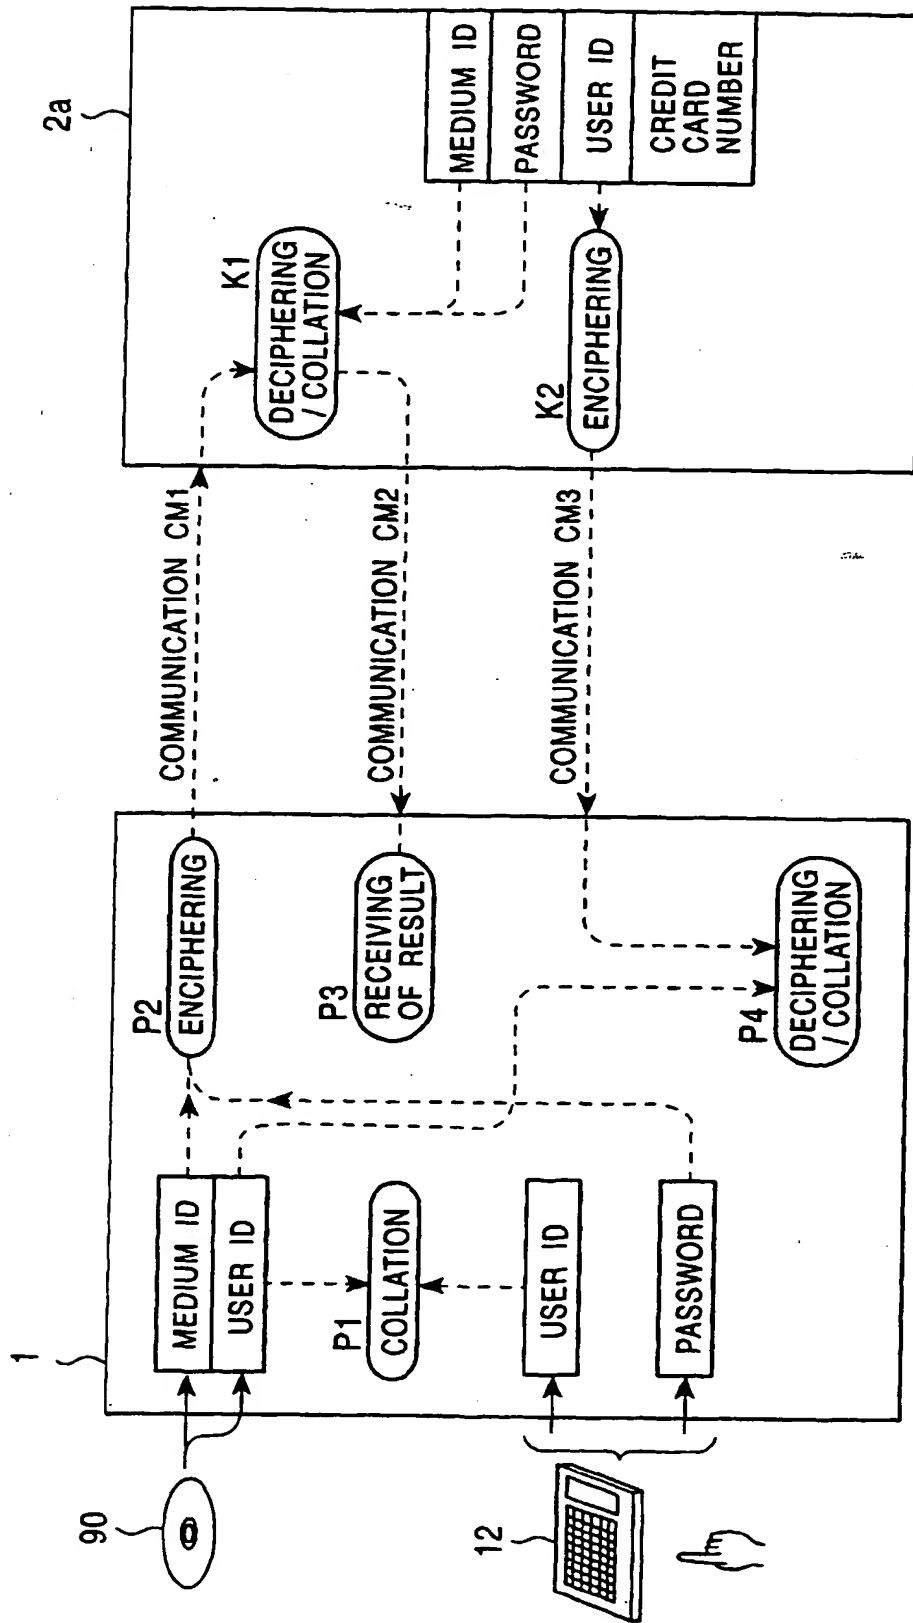 1
2a
90
12
MEDIUM ID
USER ID
P1
COLLATION
USER ID
PASSWORD
P2
ENCIPHERING
P3
RECEIVING
OF RESULT
P4
DECIPHERING
/ COLLATION
COMMUNICATION CM1
COMMUNICATION CM2
COMMUNICATION CM3
K1
DECIPHERING
/ COLLATION
K2
ENCIPHERING
MEDIUM ID
PASSWORD
USER ID
CREDIT
CARD
NUMBER